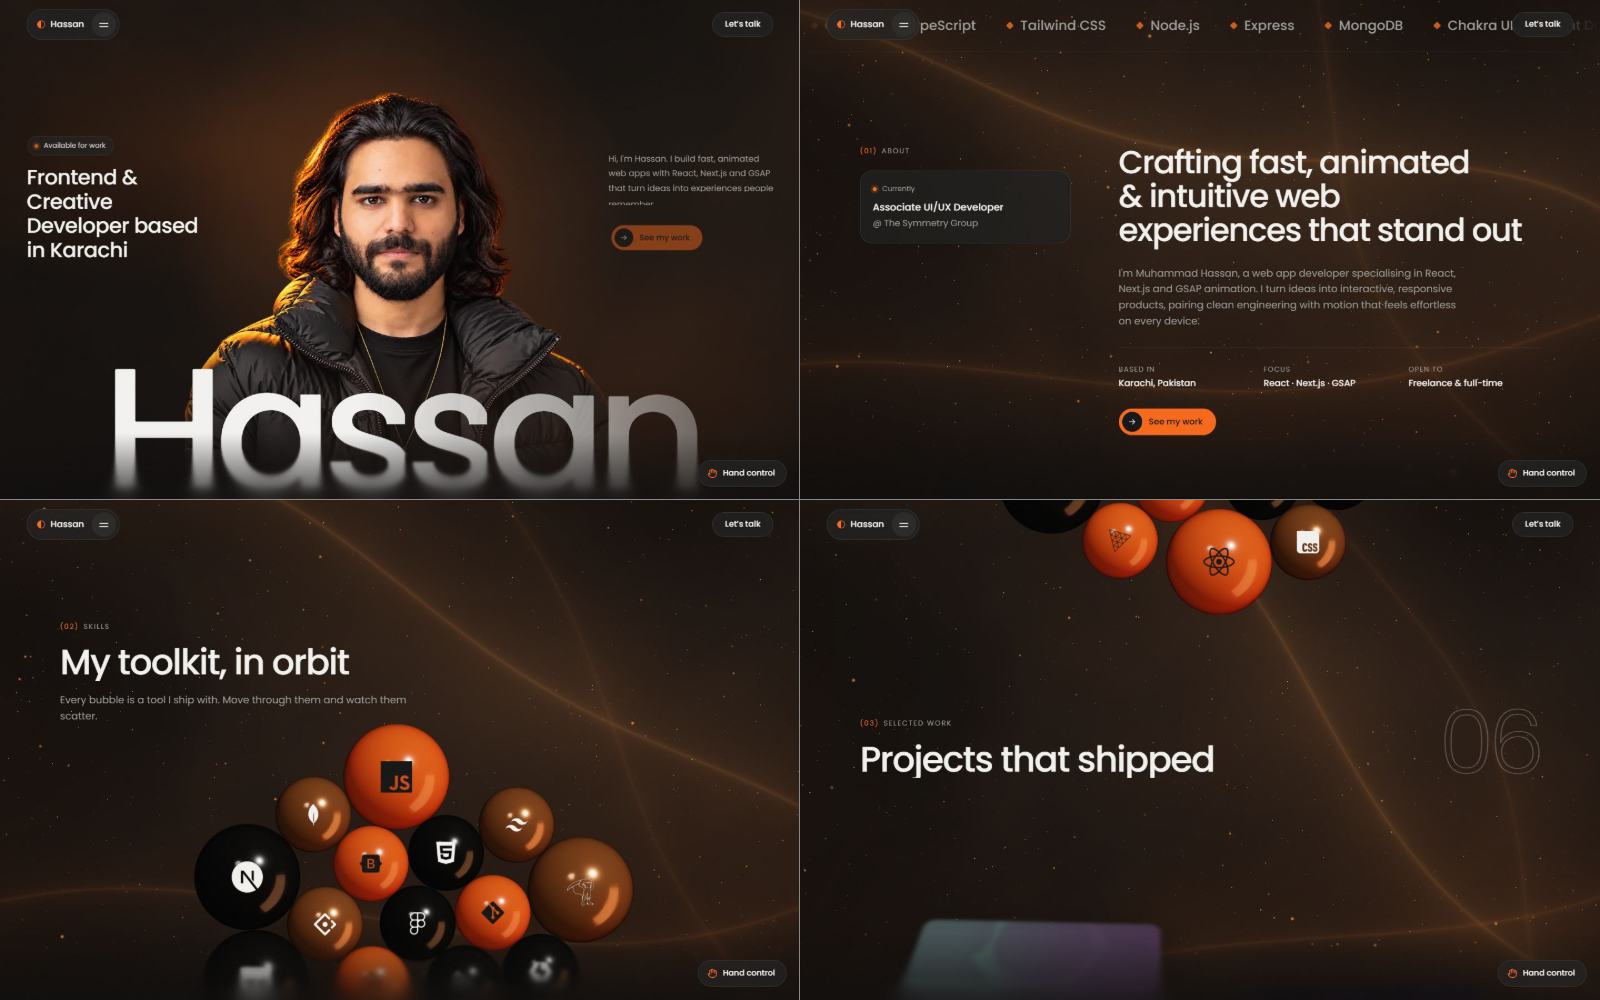 Hassan
Let's talk
Available for work
Frontend &
Creative
Developer based
in Karachi
Hi, I'm Hassan. I build fast, animated
web apps with React, Next.js and GSAP
that turn ideas into experiences people
remember.
See my work
Hassan
Hand control
Hassan
peScript
Tailwind CSS
Node.js
Express
MongoDB
Chakra UI
Let's talk
(01) ABOUT
Currently
Associate UI/UX Developer
@ The Symmetry Group
Crafting fast, animated
& intuitive web
experiences that stand out
I'm Muhammad Hassan, a web app developer specialising in React,
Next.js and GSAP animation. I turn ideas into interactive, responsive
products, pairing clean engineering with motion that feels effortless
on every device.
BASED IN
FOCUS
OPEN TO
Karachi, Pakistan
React · Next.js · GSAP
Freelance & full-time
See my work
Hand control
Hassan
Let's talk
(02) SKILLS
My toolkit, in orbit
Every bubble is a tool I ship with. Move through them and watch them
scatter.
JS
B
5
N
Hand control
Hassan
Let's talk
CSS
(03) SELECTED WORK
Projects that shipped
06
Hand control